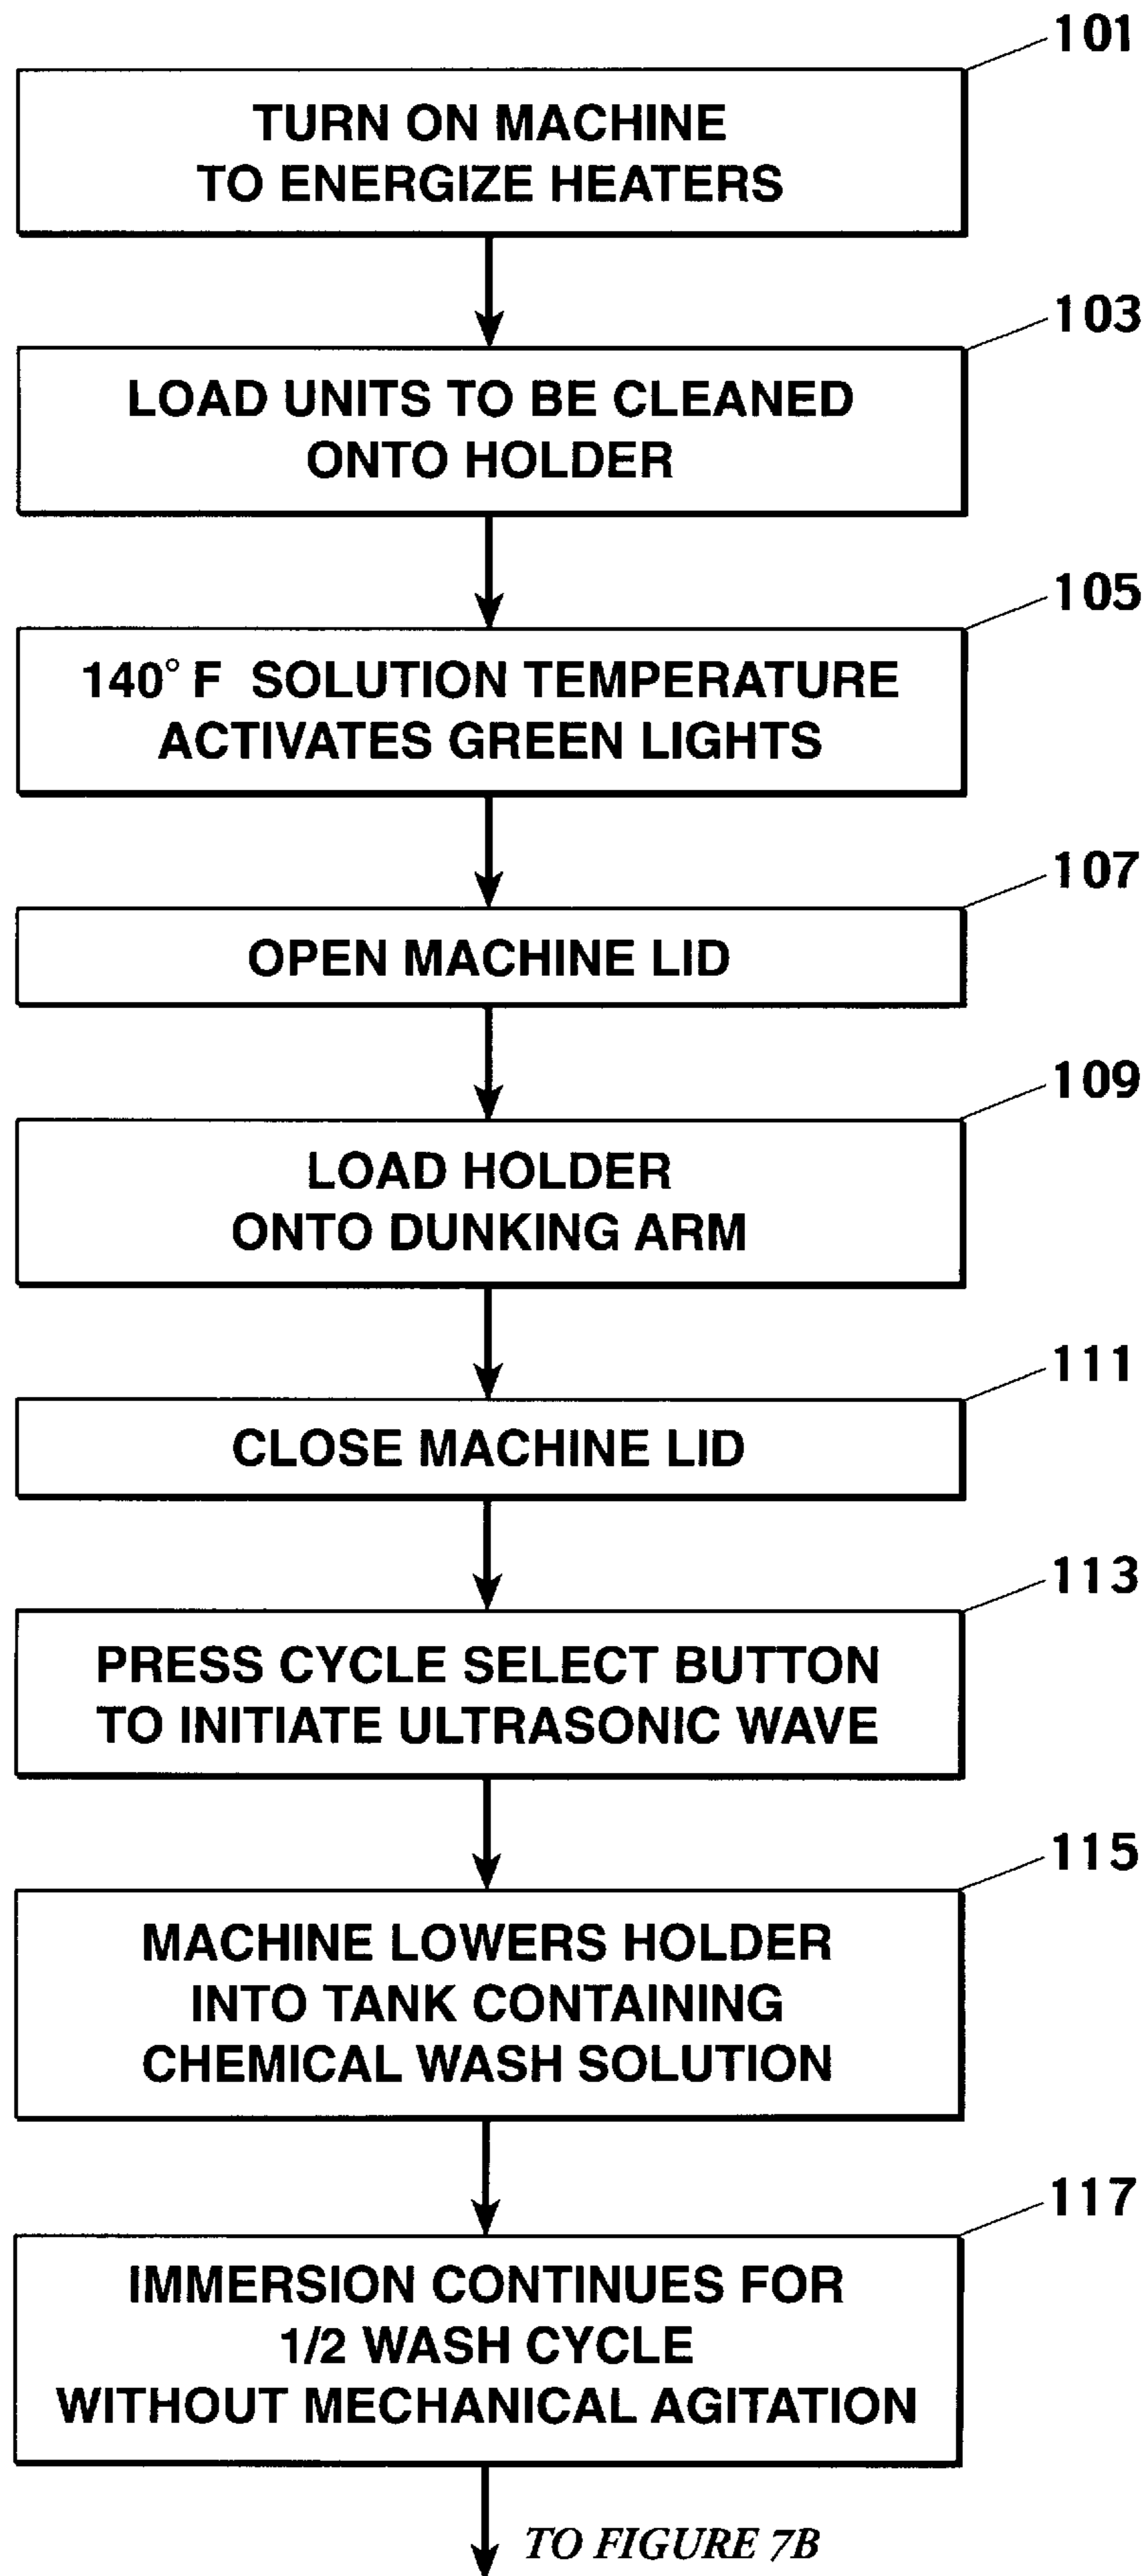 101
TURN ON MACHINE
TO ENERGIZE HEATERS
103
LOAD UNITS TO BE CLEANED
ONTO HOLDER
105
140° F SOLUTION TEMPERATURE
ACTIVATES GREEN LIGHTS
107
OPEN MACHINE LID
109
LOAD HOLDER
ONTO DUNKING ARM
111
CLOSE MACHINE LID
113
PRESS CYCLE SELECT BUTTON
TO INITIATE ULTRASONIC WAVE
115
MACHINE LOWERS HOLDER
INTO TANK CONTAINING
CHEMICAL WASH SOLUTION
117
IMMERSION CONTINUES FOR
1/2 WASH CYCLE
WITHOUT MECHANICAL AGITATION
TO FIGURE 7B